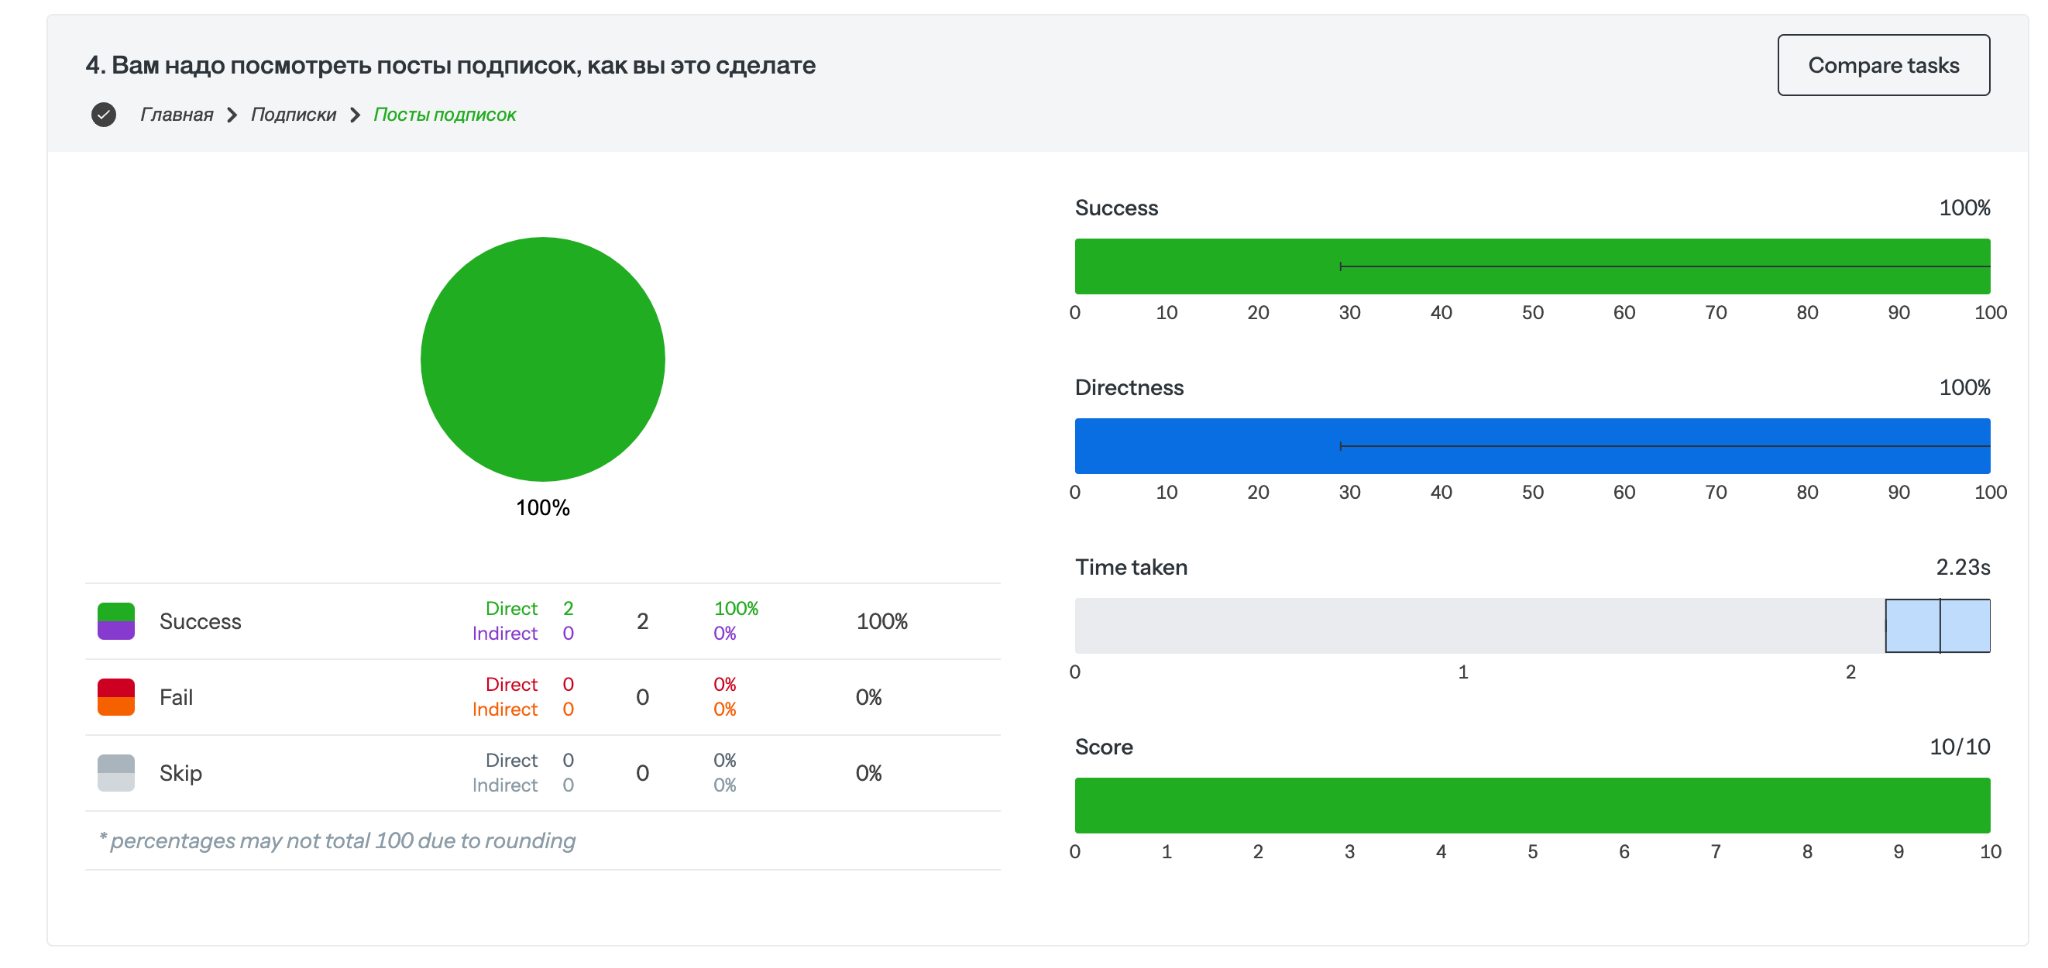 4. Вам надо посмотреть посты подписок, как вы это сделате
Compare tasks
Главная > Подписки > Посты подписок
100%
Success Direct 2 2 100% 100%
Indirect 0 0%
Fail Direct 0 0 0% 0%
Indirect 0 0%
Skip Direct 0 0 0% 0%
Indirect 0 0%
* percentages may not total 100 due to rounding
Success 100%
0 10 20 30 40 50 60 70 80 90 100
Directness 100%
0 10 20 30 40 50 60 70 80 90 100
Time taken 2.23s
0 1 2
Score 10/10
0 1 2 3 4 5 6 7 8 9 10